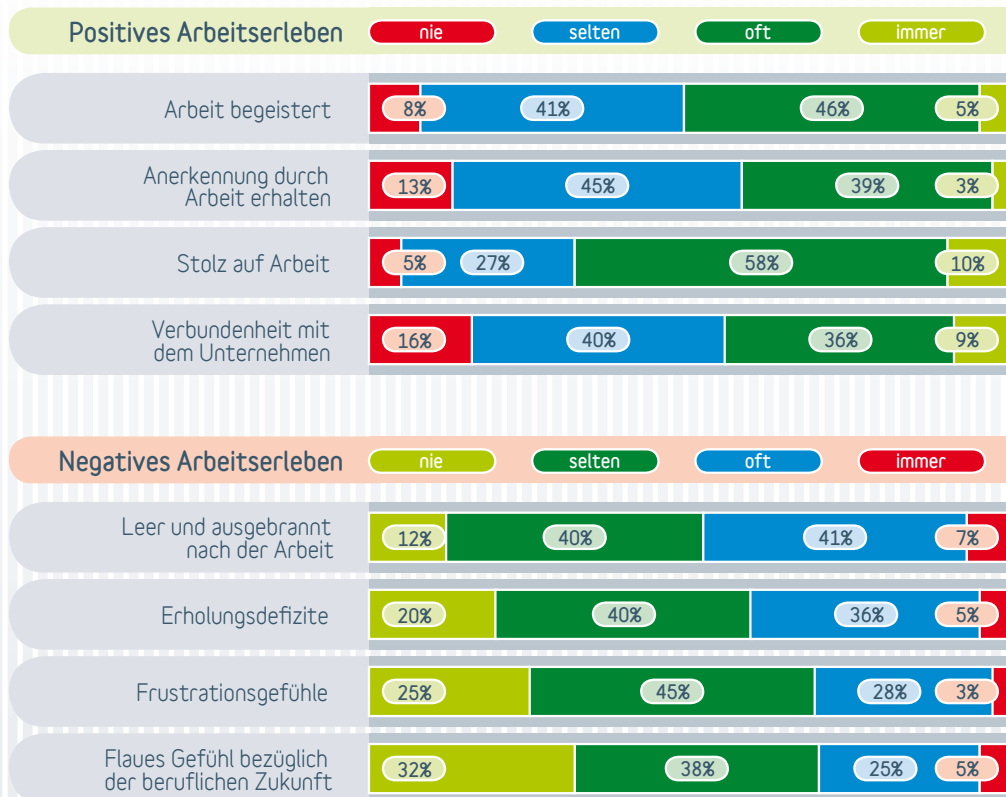 Positives Arbeitserleben nie selten oft immer
Arbeit begeistert 8% 41% 46% 5%
Anerkennung durch
Arbeit erhalten 13% 45% 39% 3%
Stolz auf Arbeit 5% 27% 58% 10%
Verbundenheit mit
dem Unternehmen 16% 40% 36% 9%
Negatives Arbeitserleben nie selten oft immer
Leer und ausgebrannt
nach der Arbeit 12% 40% 41% 7%
Erholungsdefizite 20% 40% 36% 5%
Frustrationsgefühle 25% 45% 28% 3%
Flaues Gefühl bezüglich
der beruflichen Zukunft 32% 38% 25% 5%